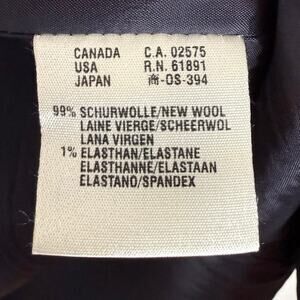 CANADA C.A. 02575
USA R.N. 61891
JAPAN 商-OS-394
99% SCHURWOLLE/NEW WOOL
LAINE VIERGE/SCHEERWOL
LANA VIRGEN
1% ELASTHAN/ELASTANE
ELASTHANNE/ELASTAAN
ELASTANO/SPANDEX